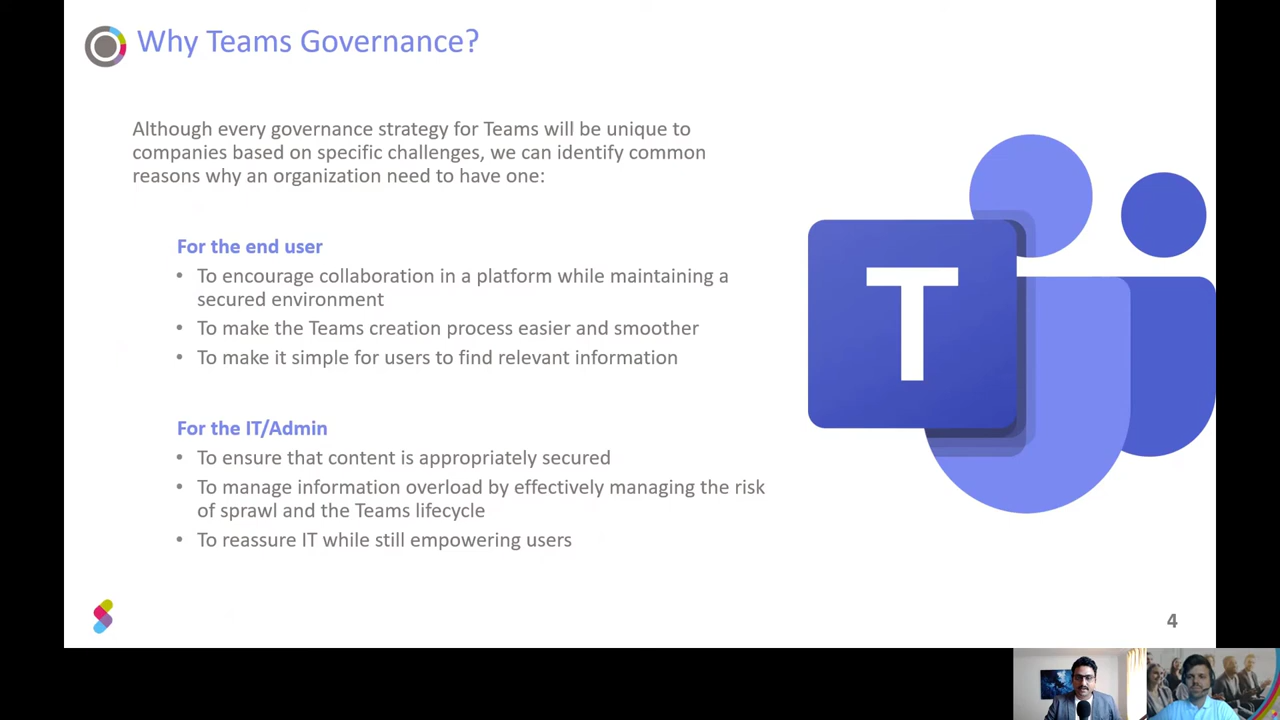 Why Teams Governance?
Although every governance strategy for Teams will be unique to
companies based on specific challenges, we can identify common
reasons why an organization need to have one:
For the end user
• To encourage collaboration in a platform while maintaining a
secured environment
• To make the Teams creation process easier and smoother
• To make it simple for users to find relevant information
For the IT/Admin
• To ensure that content is appropriately secured
• To manage information overload by effectively managing the risk
of sprawl and the Teams lifecycle
• To reassure IT while still empowering users
T
4